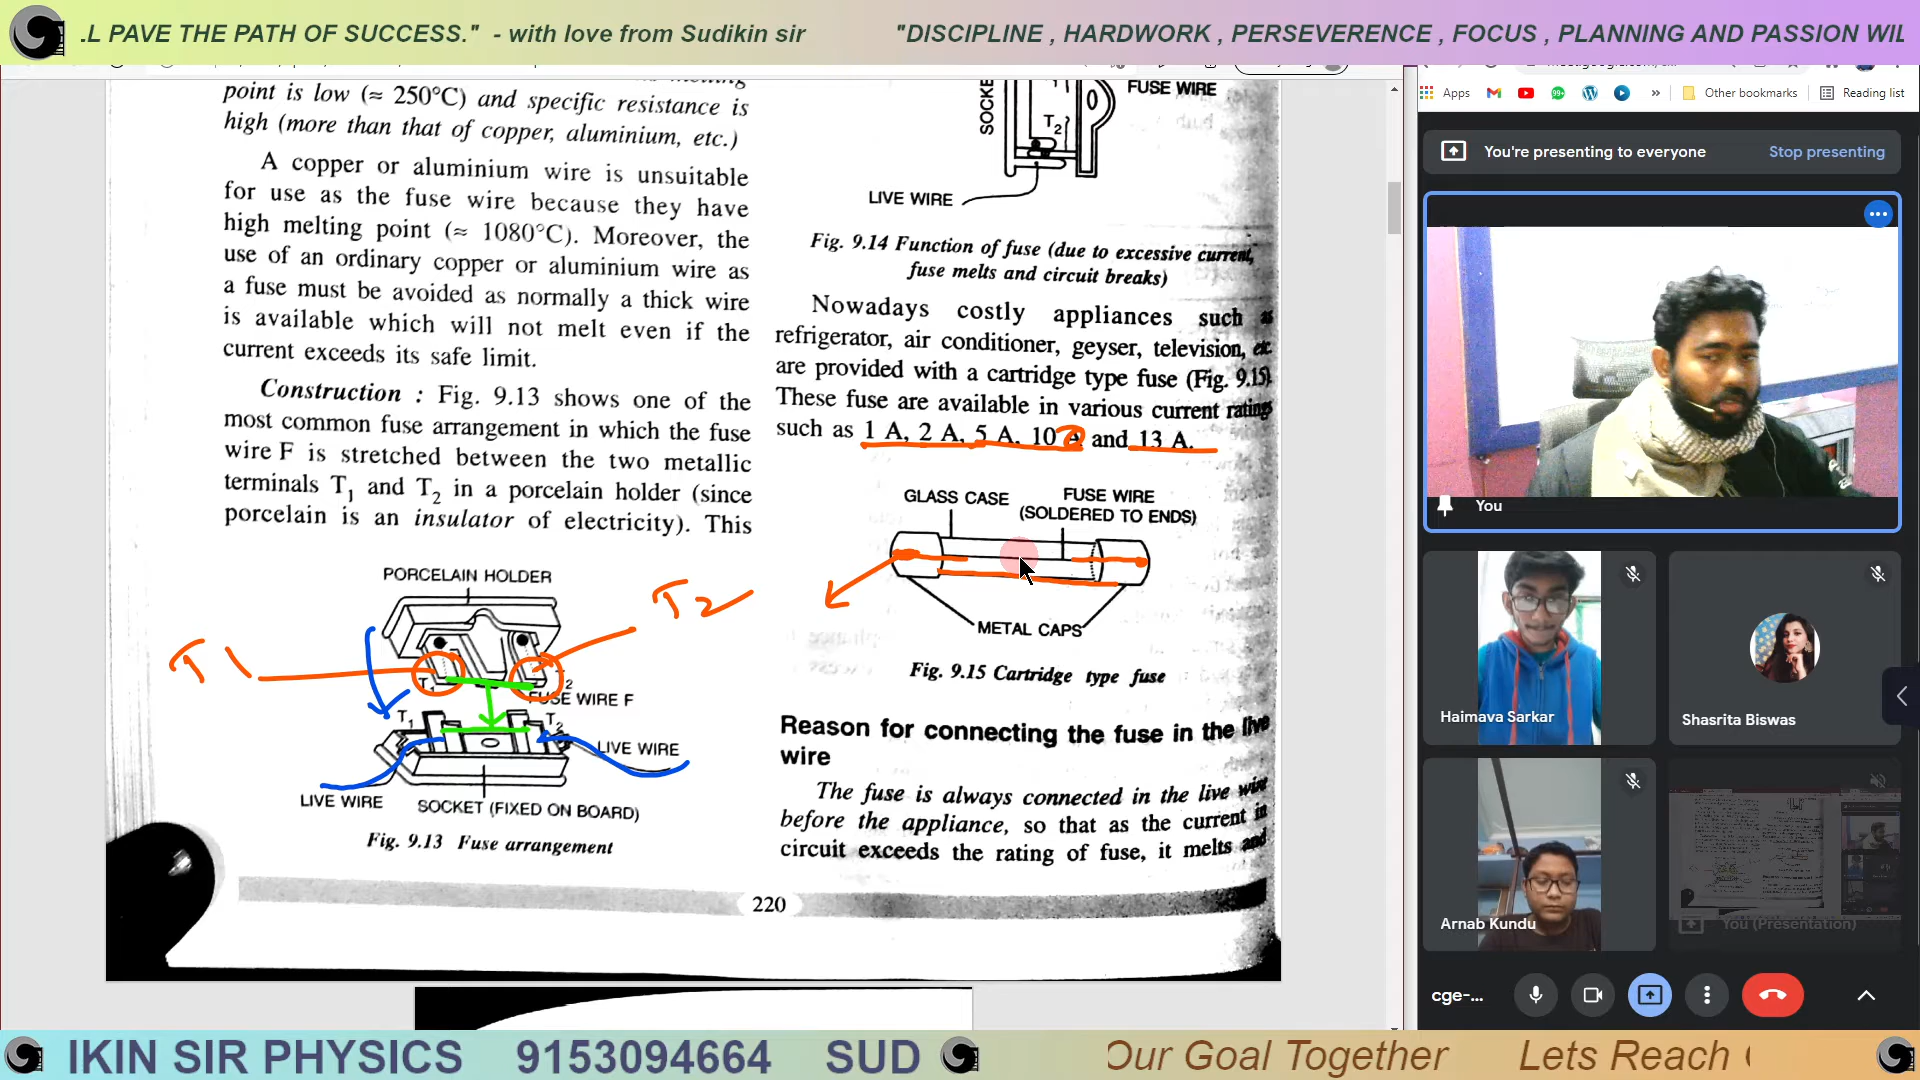 .L PAVE THE PATH OF SUCCESS." - with love from Sudikin sir
"DISCIPLINE , HARDWORK , PERSEVERENCE , FOCUS , PLANNING AND PASSION WIL
point is low (≈ 250°C) and specific resistance is
high (more than that of copper, aluminium, etc.)
A copper or aluminium wire is unsuitable
for use as the fuse wire because they have
high melting point (≈ 1080°C). Moreover, the
use of an ordinary copper or aluminium wire as
a fuse must be avoided as normally a thick wire
is available which will not melt even if the
current exceeds its safe limit.
Construction : Fig. 9.13 shows one of the
most common fuse arrangement in which the fuse
wire F is stretched between the two metallic
terminals T1 and T2 in a porcelain holder (since
porcelain is an insulator of electricity). This
PORCELAIN HOLDER
T1
T2
T1
2
FUSE WIRE F
T1
T2
LIVE WIRE
LIVE WIRE
SOCKET (FIXED ON BOARD)
Fig. 9.13 Fuse arrangement
SOCKE
FUSE WIRE
T2
LIVE WIRE
Fig. 9.14 Function of fuse (due to excessive current,
fuse melts and circuit breaks)
Nowadays costly appliances such as
refrigerator, air conditioner, geyser, television, etc.
are provided with a cartridge type fuse (Fig. 9.15).
These fuse are available in various current ratings
such as 1 A, 2 A, 5 A, 10 A and 13 A.
GLASS CASE
FUSE WIRE
(SOLDERED TO ENDS)
METAL CAPS
Fig. 9.15 Cartridge type fuse
Reason for connecting the fuse in the live
wire
The fuse is always connected in the live wire
before the appliance, so that as the current in
circuit exceeds the rating of fuse, it melts and
220
Apps
99+
»
Other bookmarks
Reading list
You're presenting to everyone
Stop presenting
You
Haimava Sarkar
Shasrita Biswas
Arnab Kundu
You (Presentation)
cge-...
IKIN SIR PHYSICS 9153094664 SUD
Our Goal Together Lets Reach